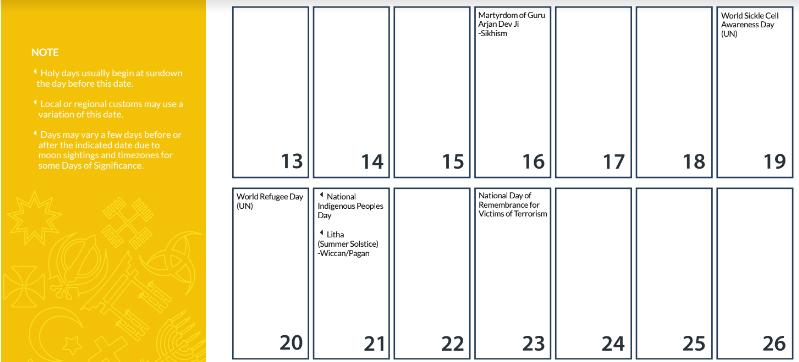 NOTE
Holy days usually begin at sundown
the day before this date.
Local or regional customs may use a
variation of this date.
Days may vary a few days before or
after the indicated date due to
moon sightings and timezones for
some Days of Significance.
Martyrdom of Guru
Arjan Dev Ji
-Sikhism
World Sickle Cell
Awareness Day
(UN)
13
14
15
16
17
18
19
World Refugee Day
(UN)
National
Indigenous Peoples
Day
Litha
(Summer Solstice)
-Wiccan/Pagan
National Day of
Remembrance for
Victims of Terrorism
20
21
22
23
24
25
26